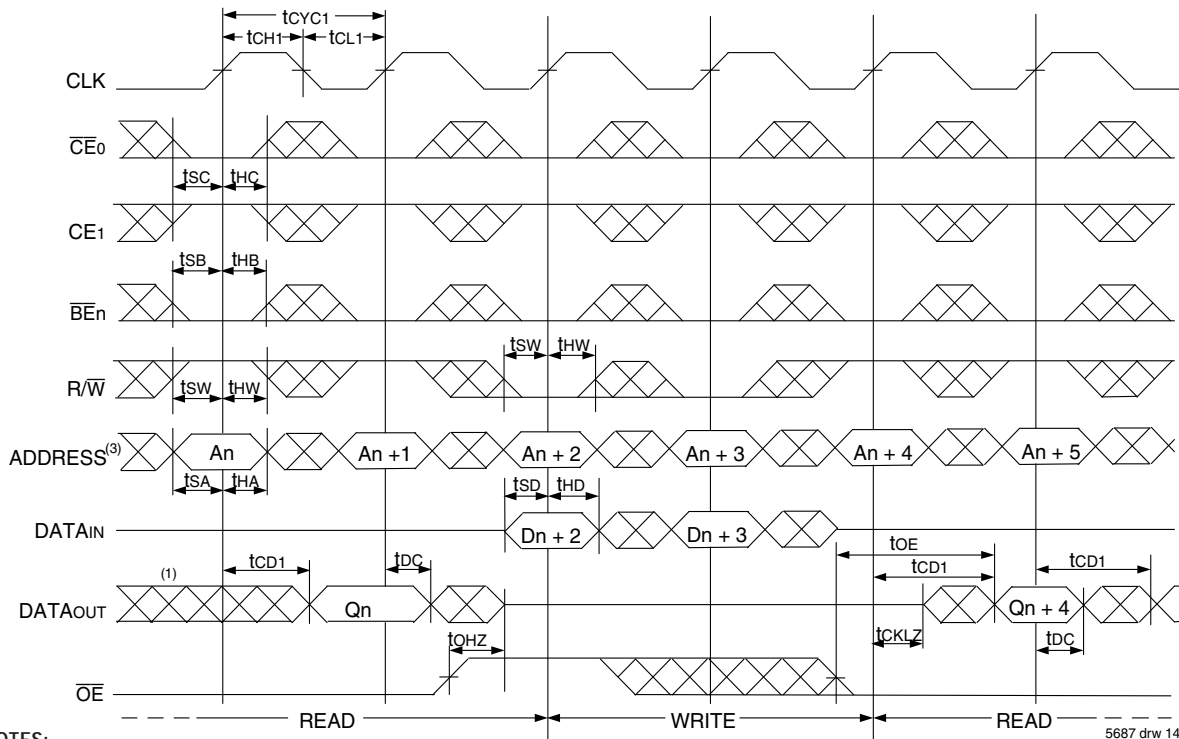 tCYC1
tCH1 tCL1
CLK
CE0
tSC tHC
CE1
tSB tHB
BEn
tSW tHW
R/W
tSW tHW
ADDRESS(3) An An +1 An + 2 An + 3 An + 4 An + 5
tSA tHA tSD tHD
DATAIN Dn + 2 Dn + 3
tOE
(1) tCD1 tDC tCD1 tCD1
DATAOUT Qn Qn + 4
tOHZ tCKLZ tDC
OE
READ WRITE READ
OTES:
5687 drw 14